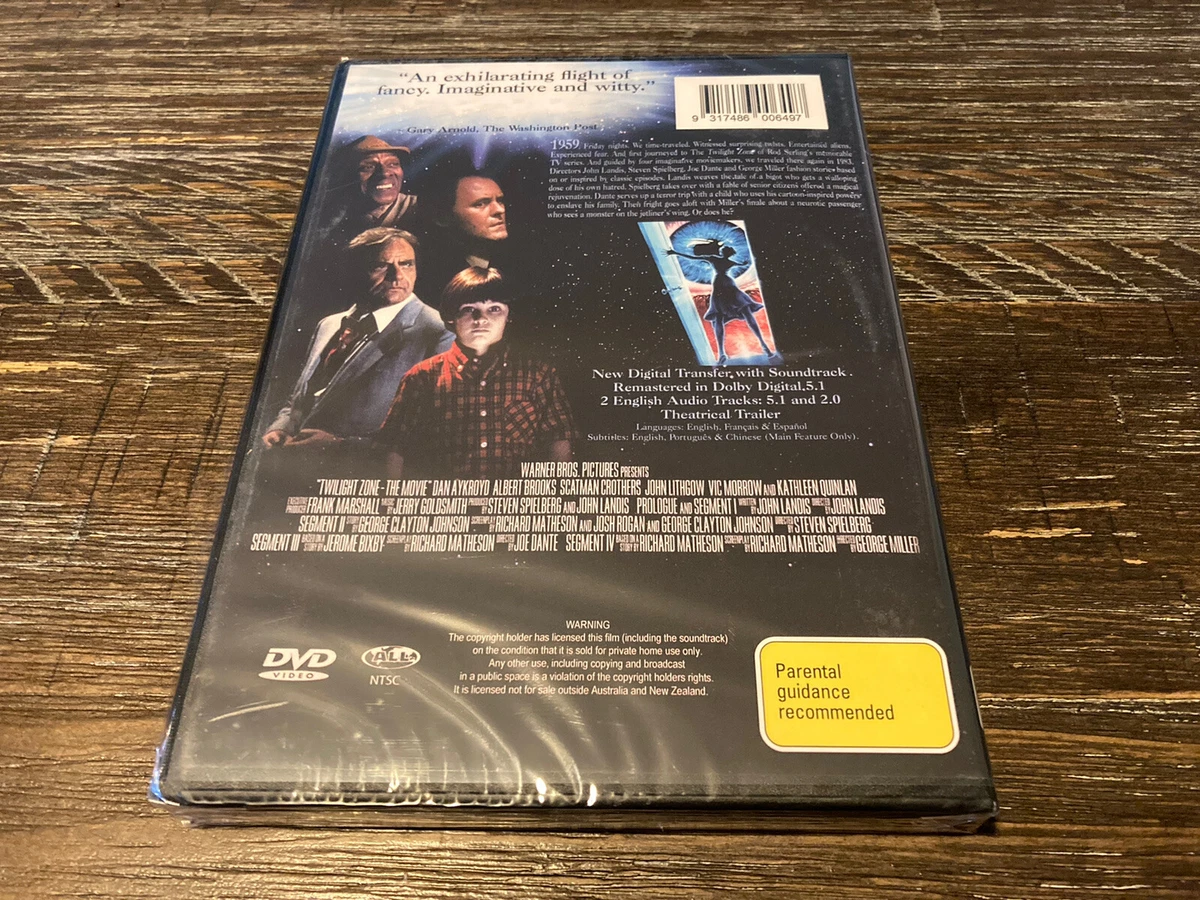 “An exhilarating flight of
fancy. Imaginative and witty.”
- Gary Arnold, The Washington Post
9 317486 006497
1959. Friday nights. We time-traveled. Witnessed surprising twists. Entertained aliens.
Experienced fear. And first journeyed to The Twilight Zone of Rod Serling's memorable
TV series. And guided by four imaginative moviemakers, we traveled there again in 1983.
Directors John Landis, Steven Spielberg, Joe Dante and George Miller fashion stories based
on or inspired by classic episodes. Landis weaves the tale of a bigot who gets a walloping
dose of his own hatred. Spielberg takes over with a fable of senior citizens offered a magical
rejuvenation. Dante serves up a terror trip with a child who uses his cartoon-inspired powers
to enslave his family. Then fright goes aloft with Miller's finale about a neurotic passenger
who sees a monster on the jetliner's wing. Or does he?
New Digital Transfer, with Soundtrack.
Remastered in Dolby Digital 5.1
2 English Audio Tracks: 5.1 and 2.0
Theatrical Trailer
Languages: English, Français & Español
Subtitles: English, Português & Chinese (Main Feature Only).
WARNER BROS. PICTURES PRESENTS
"TWILIGHT ZONE - THE MOVIE" DAN AYKROYD ALBERT BROOKS SCATMAN CROTHERS JOHN LITHGOW VIC MORROW AND KATHLEEN QUINLAN
EXECUTIVE PRODUCER FRANK MARSHALL MUSIC BY JERRY GOLDSMITH PRODUCED BY STEVEN SPIELBERG AND JOHN LANDIS PROLOGUE AND SEGMENT I WRITTEN BY JOHN LANDIS DIRECTED BY JOHN LANDIS
SEGMENT II STORY BY GEORGE CLAYTON JOHNSON SCREENPLAY BY RICHARD MATHESON AND JOSH ROGAN AND GEORGE CLAYTON JOHNSON DIRECTED BY STEVEN SPIELBERG
SEGMENT III BASED ON A STORY BY JEROME BIXBY SCREENPLAY BY RICHARD MATHESON DIRECTED BY JOE DANTE SEGMENT IV BASED ON A STORY BY RICHARD MATHESON SCREENPLAY BY RICHARD MATHESON DIRECTED BY GEORGE MILLER
WARNING
The copyright holder has licensed this film (including the soundtrack)
on the condition that it is sold for private home use only.
Any other use, including copying and broadcast
in a public space is a violation of the copyright holders rights.
It is licensed not for sale outside Australia and New Zealand.
DVD
VIDEO
ALL
NTSC
Parental
guidance
recommended